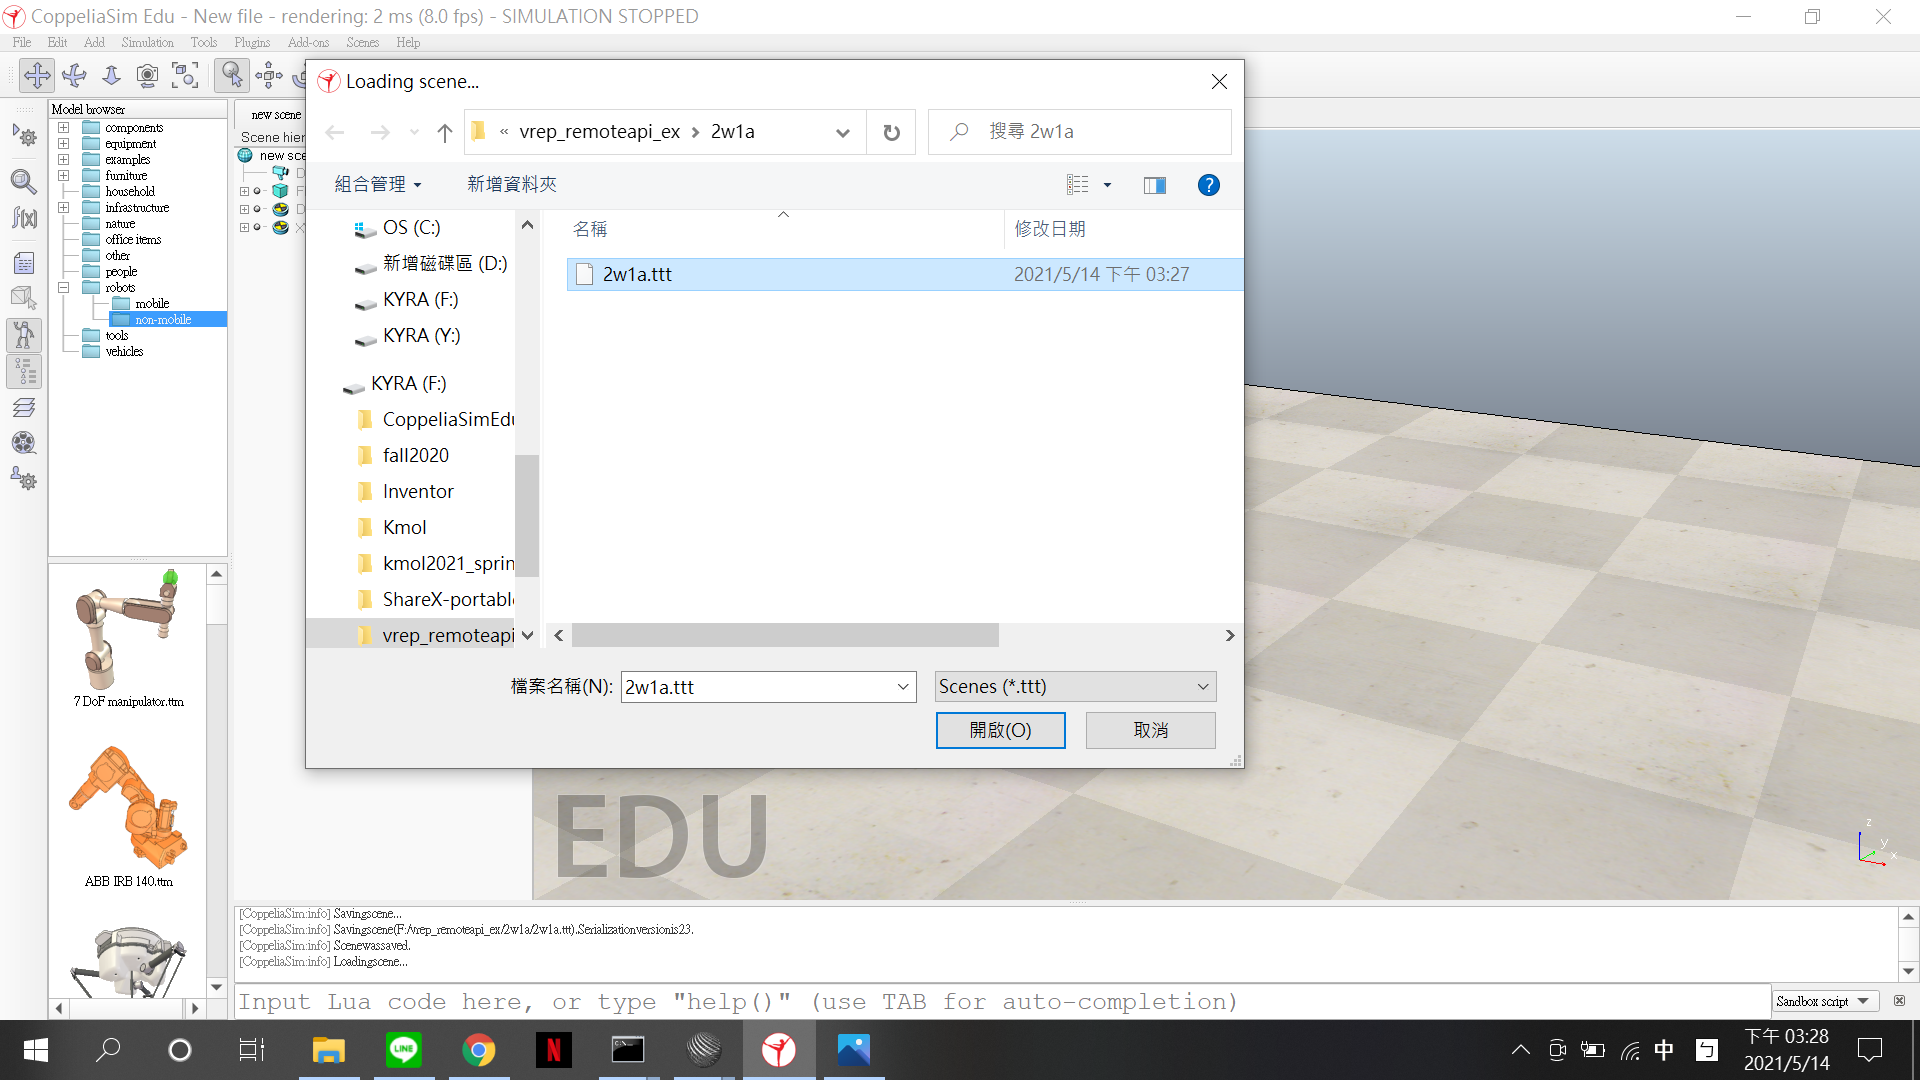 CoppeliaSim Edu - New file - rendering: 2 ms (8.0 fps) - SIMULATION STOPPED
File Edit Add Simulation Tools Plugins Add-ons Scenes Help
Model browser
components
equipment
examples
furniture
household
infrastructure
nature
office items
other
people
robots
mobile
non-mobile
tools
vehicles
7 DoF manipulator.ttm
ABB IRB 140.ttm
new scene
Scene hier
new sce
Loading scene...
« vrep_remoteapi_ex › 2w1a
搜尋 2w1a
組合管理
新增資料夾
OS (C:)
新增磁碟區 (D:)
KYRA (F:)
KYRA (Y:)
KYRA (F:)
CoppeliaSimEdu
fall2020
Inventor
Kmol
kmol2021_sprin
ShareX-portable
vrep_remoteapi
名稱
修改日期
2w1a.ttt
2021/5/14 下午 03:27
檔案名稱(N):
2w1a.ttt
Scenes (*.ttt)
開啟(O)
取消
EDU
z
y
x
[CoppeliaSim:info] Savingscene...
[CoppeliaSim:info] Savingscene(F:/vrep_remoteapi_ex/2w1a/2w1a.ttt).Serializationversionis23.
[CoppeliaSim:info] Scenewassaved.
[CoppeliaSim:info] Loadingscene...
Input Lua code here, or type "help()" (use TAB for auto-completion)
Sandbox script
LINE
N
中
ㄅ
下午 03:28
2021/5/14